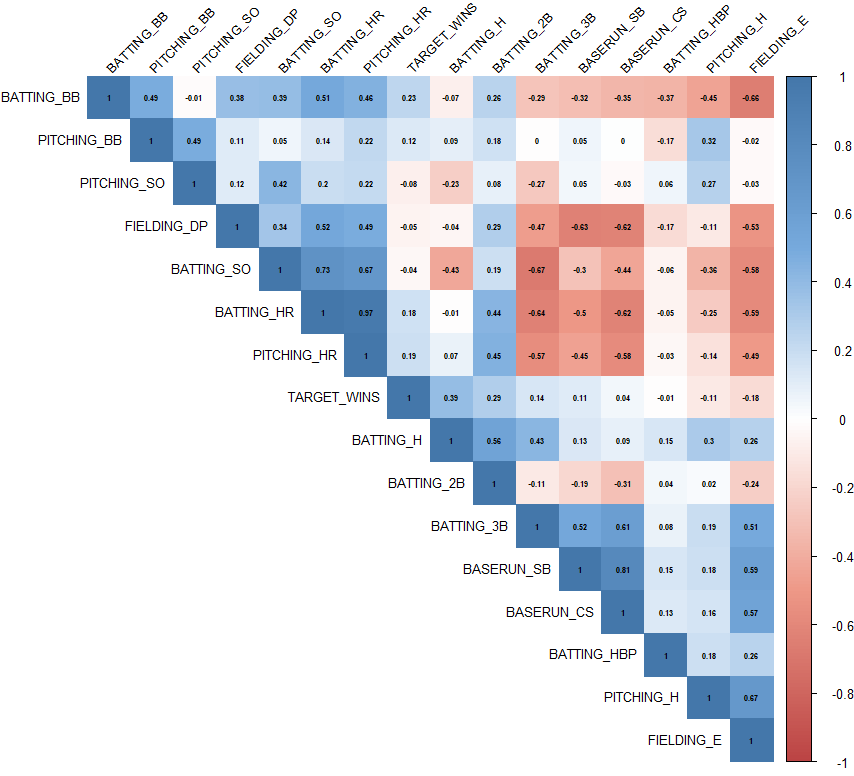 BATTING_BB PITCHING_BB PITCHING_SO FIELDING_DP BATTING_SO BATTING_HR PITCHING_HR TARGET_WINS BATTING_H BATTING_2B BATTING_3B BASERUN_SB BASERUN_CS BATTING_HBP PITCHING_H FIELDING_E
BATTING_BB 1 0.49 -0.01 0.38 0.39 0.51 0.46 0.23 -0.07 0.26 -0.29 -0.32 -0.35 -0.37 -0.45 -0.66
PITCHING_BB 1 0.49 0.11 0.05 0.14 0.22 0.12 0.09 0.18 0 0.05 0 -0.17 0.32 -0.02
PITCHING_SO 1 0.12 0.42 0.2 0.22 -0.08 -0.23 0.08 -0.27 0.05 -0.03 0.06 0.27 -0.03
FIELDING_DP 1 0.34 0.52 0.49 -0.05 -0.04 0.29 -0.47 -0.63 -0.62 -0.17 -0.11 -0.53
BATTING_SO 1 0.73 0.67 -0.04 -0.43 0.19 -0.67 -0.3 -0.44 -0.06 -0.36 -0.58
BATTING_HR 1 0.97 0.18 -0.01 0.44 -0.64 -0.5 -0.62 -0.05 -0.25 -0.59
PITCHING_HR 1 0.19 0.07 0.45 -0.57 -0.45 -0.58 -0.03 -0.14 -0.49
TARGET_WINS 1 0.39 0.29 0.14 0.11 0.04 -0.01 -0.11 -0.18
BATTING_H 1 0.56 0.43 0.13 0.09 0.15 0.3 0.26
BATTING_2B 1 -0.11 -0.19 -0.31 0.04 0.02 -0.24
BATTING_3B 1 0.52 0.61 0.08 0.19 0.51
BASERUN_SB 1 0.81 0.15 0.18 0.59
BASERUN_CS 1 0.13 0.16 0.57
BATTING_HBP 1 0.18 0.26
PITCHING_H 1 0.67
FIELDING_E 1
1
0.8
0.6
0.4
0.2
0
-0.2
-0.4
-0.6
-0.8
-1